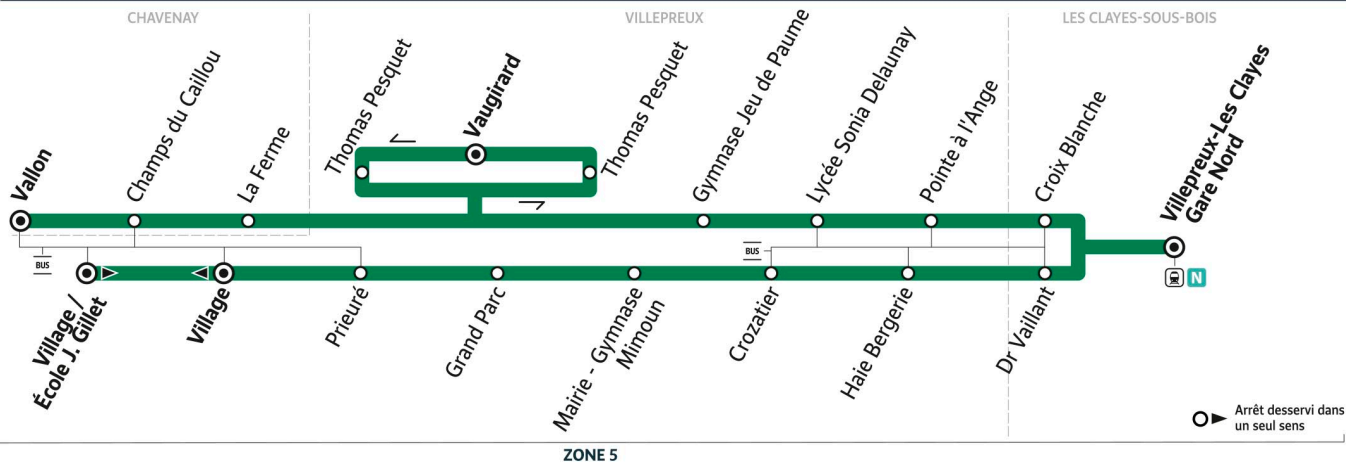 CHAVENAY
VILLEPREUX
LES CLAYES-SOUS-BOIS
Vallon
Champs du Caillou
La Ferme
Thomas Pesquet
Vaugirard
Thomas Pesquet
Gymnase Jeu de Paume
Lycée Sonia Delaunay
Pointe à l'Ange
Croix Blanche
Villepreux-Les Clayes
Gare Nord
BUS
BUS
N
Village /
École J. Gillet
Village
Prieuré
Grand Parc
Mairie - Gymnase
Mimoun
Crozatier
Haie Bergerie
Dr Vaillant
Arrêt desservi dans
un seul sens
ZONE 5